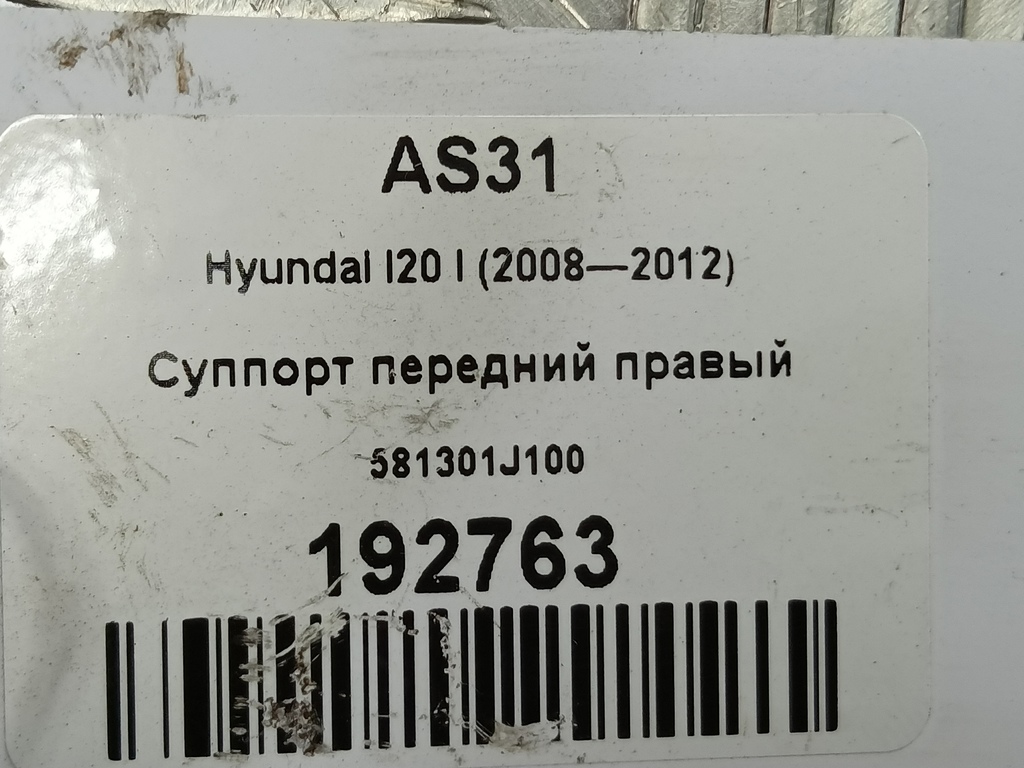 AS31
Hyundai I20 I (2008—2012)
Суппорт передний правый
581301J100
192763